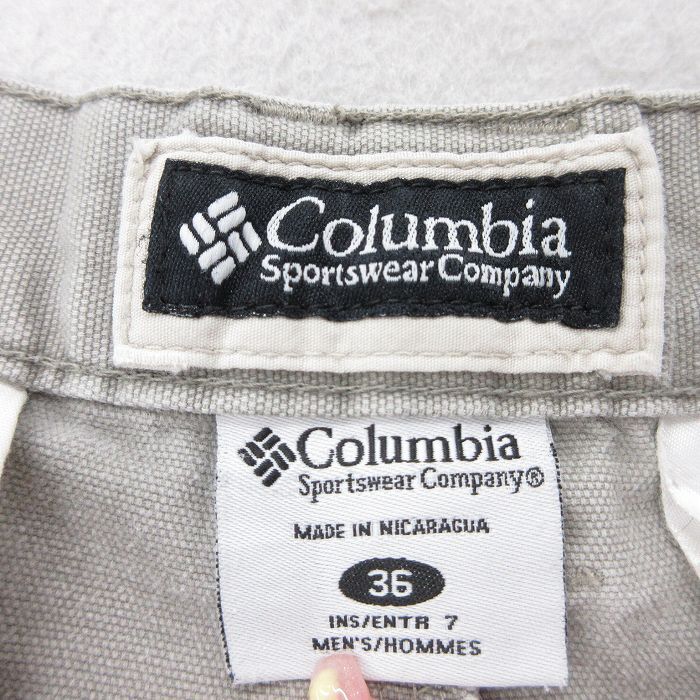 Columbia
Sportswear Company
Columbia
Sportswear Company®
MADE IN NICARAGUA
36
INS/ENTR 7
MEN'S/HOMMES